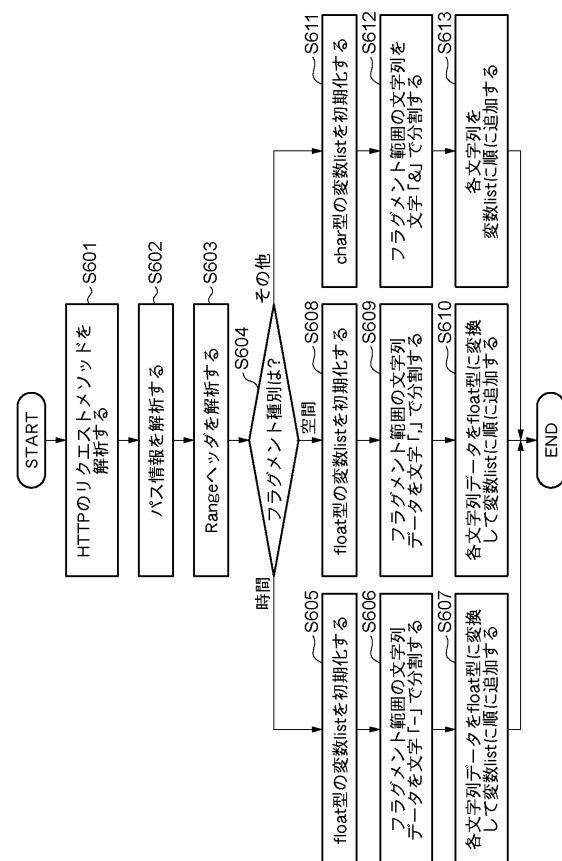 START
HTTPのリクエストメソッドを
解析する
S601
パス情報を解析する
S602
Rangeヘッダを解析する
S603
フラグメント種別は?
S604
時間
空間
その他
float型の変数listを初期化する
S605
フラグメント範囲の文字列
データを文字「-」で分割する
S606
各文字列データをfloat型に変換
して変数listに順に追加する
S607
float型の変数listを初期化する
S608
フラグメント範囲の文字列
データを文字「,」で分割する
S609
各文字列データをfloat型に変換
して変数listに順に追加する
S610
char型の変数listを初期化する
S611
フラグメント範囲の文字列を
文字「&」で分割する
S612
各文字列を
変数listに順に追加する
S613
END